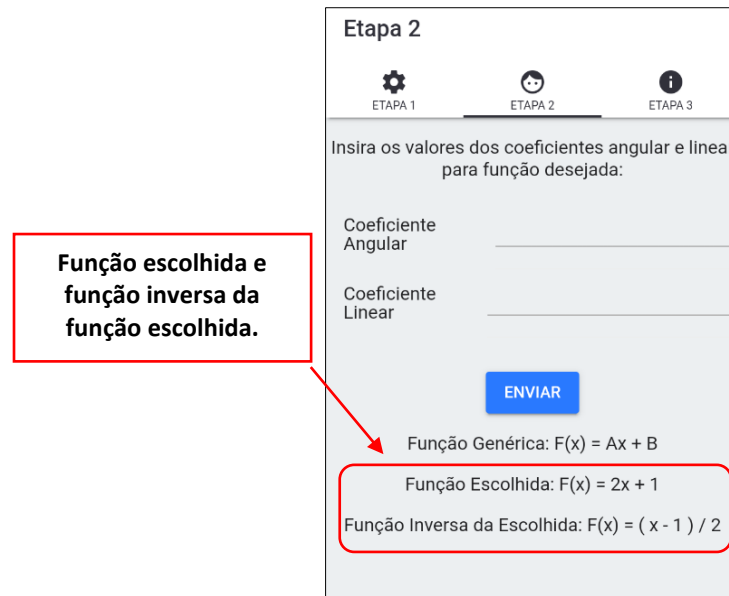 Etapa 2
ETAPA 1
ETAPA 2
ETAPA 3
Insira os valores dos coeficientes angular e linea
para função desejada:
Coeficiente
Angular
Função escolhida e
função inversa da
função escolhida.
Coeficiente
Linear
ENVIAR
Função Genérica: F(x) = Ax + B
Função Escolhida: F(x) = 2x + 1
Função Inversa da Escolhida: F(x) = ( x - 1 ) / 2